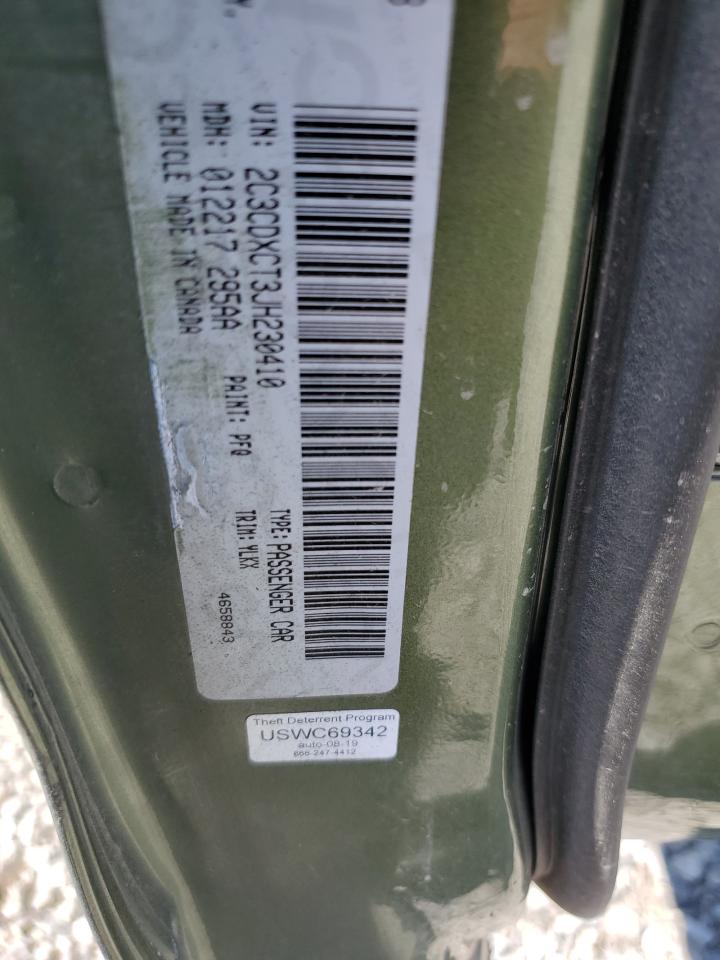 VIN: 2C3CDXCT3JH230410
TYPE: PASSENGER CAR
MDH: 012217 295AA
PAINT: PFQ
TRIM: YLKX
VEHICLE MADE IN CANADA
4658843
Theft Deterrent Program
USWC69342
auto-08-19
866-247-4412